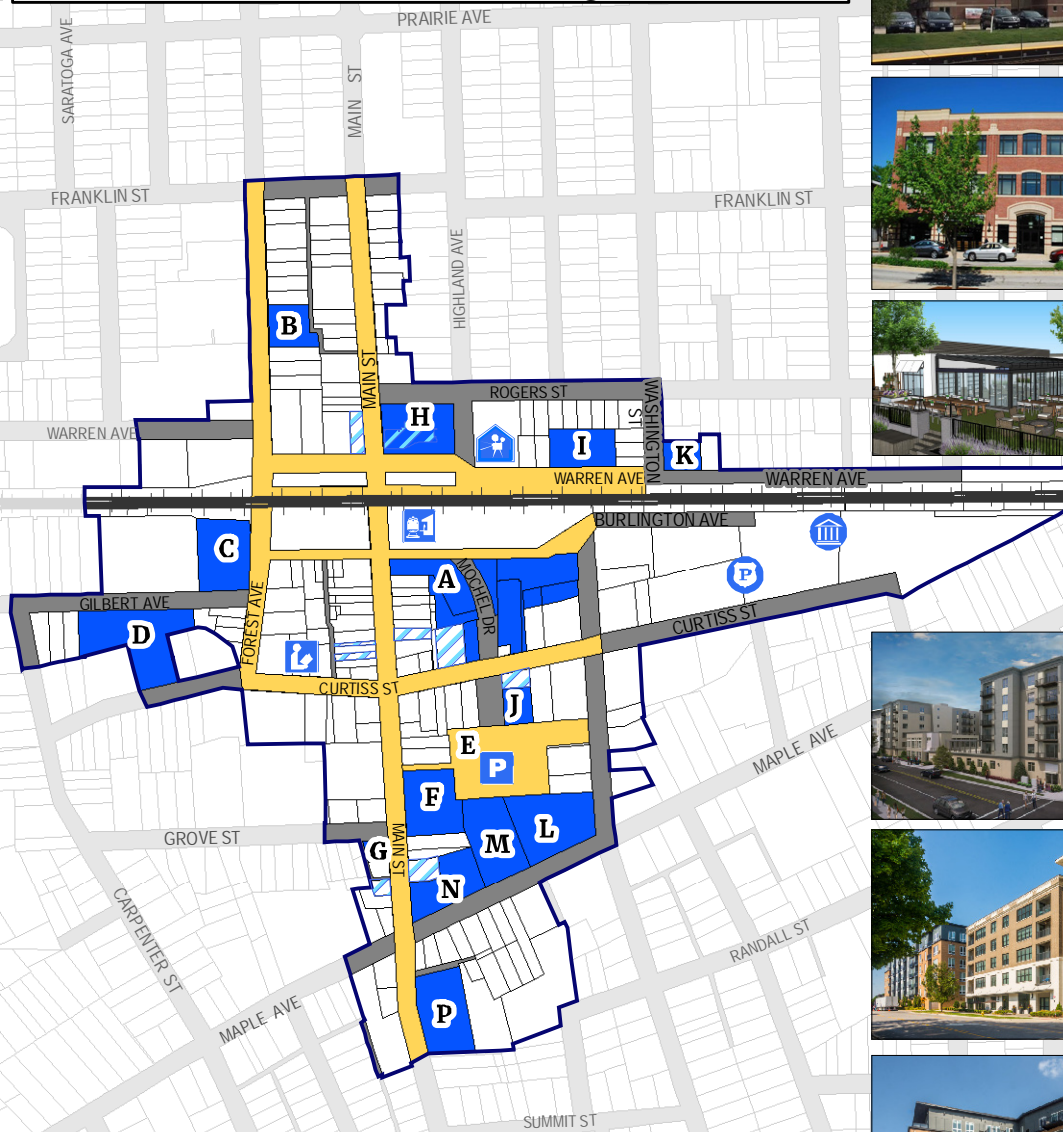 PRAIRIE AVE
SARATOGA AVE
MAIN ST
FRANKLIN ST
FRANKLIN ST
HIGHLAND AVE
B
MAIN ST
ROGERS ST
WASHINGTON
ST
H
I
K
WARREN AVE
WARREN AVE
WARREN AVE
BURLINGTON AVE
C
A
MOCHEL DR
P
GILBERT AVE
FOREST AVE
D
CURTISS ST
CURTISS ST
J
E
P
MAPLE AVE
F
L
M
GROVE ST
MAIN ST
G
N
CARPENTER ST
RANDALL ST
MAPLE AVE
P
SUMMIT ST